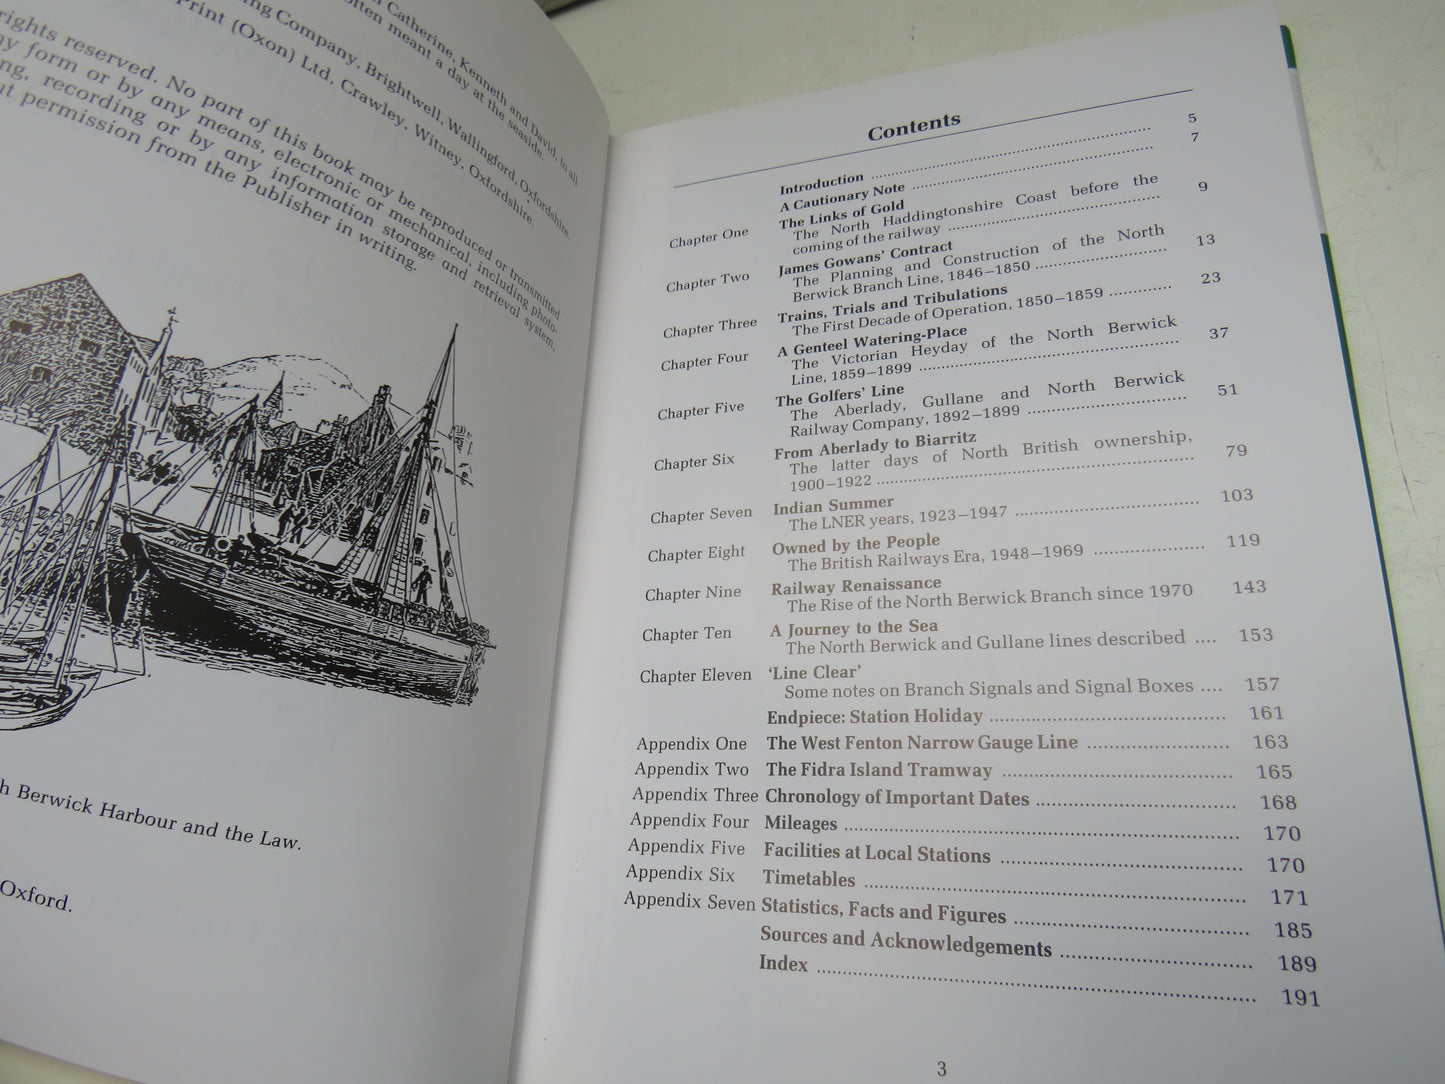 Catherine, Kenneth and David, to all
often meant a day at the seaside.
Company, Brightwell, Wallingford, Oxfordshire.
Print (Oxon) Ltd, Crawley, Witney, Oxfordshire.
rights reserved. No part of this book may be reproduced or transmitted
form or by any means, electronic or mechanical, including photo-
recording or by any information storage and retrieval system,
permission from the Publisher in writing.
Berwick Harbour and the Law.
Oxford.
Contents
Introduction .......... 5
A Cautionary Note .......... 7
Chapter One The Links of Gold
The North Haddingtonshire Coast before the
coming of the railway .......... 9
Chapter Two James Gowans' Contract
The Planning and Construction of the North
Berwick Branch Line, 1846–1850 .......... 13
Chapter Three Trains, Trials and Tribulations
The First Decade of Operation, 1850–1859 .......... 23
Chapter Four A Genteel Watering-Place
The Victorian Heyday of the North Berwick
Line, 1859–1899 .......... 37
Chapter Five The Golfers' Line
The Aberlady, Gullane and North Berwick
Railway Company, 1892–1899 .......... 51
Chapter Six From Aberlady to Biarritz
The latter days of North British ownership,
1900–1922 .......... 79
Chapter Seven Indian Summer
The LNER years, 1923–1947 .......... 103
Chapter Eight Owned by the People
The British Railways Era, 1948–1969 .......... 119
Chapter Nine Railway Renaissance
The Rise of the North Berwick Branch since 1970 143
Chapter Ten A Journey to the Sea
The North Berwick and Gullane lines described .... 153
Chapter Eleven 'Line Clear'
Some notes on Branch Signals and Signal Boxes .... 157
Endpiece: Station Holiday .......... 161
Appendix One The West Fenton Narrow Gauge Line .......... 163
Appendix Two The Fidra Island Tramway .......... 165
Appendix Three Chronology of Important Dates .......... 168
Appendix Four Mileages .......... 170
Appendix Five Facilities at Local Stations .......... 170
Appendix Six Timetables .......... 171
Appendix Seven Statistics, Facts and Figures .......... 185
Sources and Acknowledgements .......... 189
Index .......... 191
3